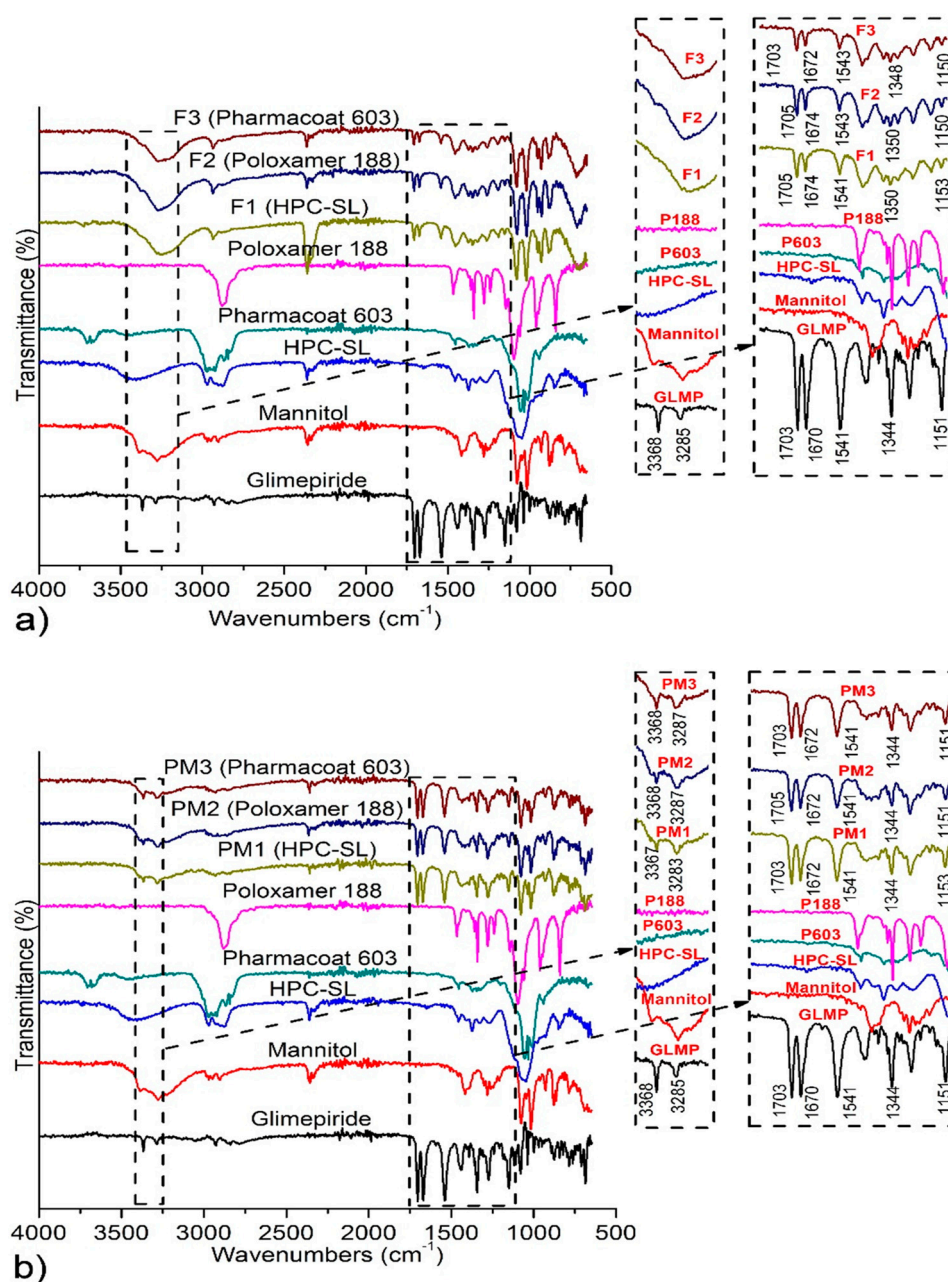 F3
1703
1672
1543
1348
1150
F3
F2
1705
1674
1543
1350
1150
F2
F1
1705
1674
1541
1350
1153
F1
P188
P603
HPC-SL
Mannitol
GLMP
3368
3285
P188
P603
HPC-SL
Mannitol
GLMP
1703
1670
1541
1344
1151
Transmittance (%)
F3 (Pharmacoat 603)
F2 (Poloxamer 188)
F1 (HPC-SL)
Poloxamer 188
Pharmacoat 603
HPC-SL
Mannitol
Glimepiride
4000 3500 3000 2500 2000 1500 1000 500
Wavenumbers (cm-1)
a)
PM3
3368
3287
PM3
1703
1672
1541
1344
1151
PM2
3368
3287
PM2
1705
1672
1541
1344
1151
PM1
3367
3283
PM1
1703
1672
1541
1344
1153
P188
P603
HPC-SL
Mannitol
GLMP
3368
3285
P188
P603
HPC-SL
Mannitol
GLMP
1703
1670
1541
1344
1151
Transmittance (%)
PM3 (Pharmacoat 603)
PM2 (Poloxamer 188)
PM1 (HPC-SL)
Poloxamer 188
Pharmacoat 603
HPC-SL
Mannitol
Glimepiride
4000 3500 3000 2500 2000 1500 1000 500
Wavenumbers (cm-1)
b)